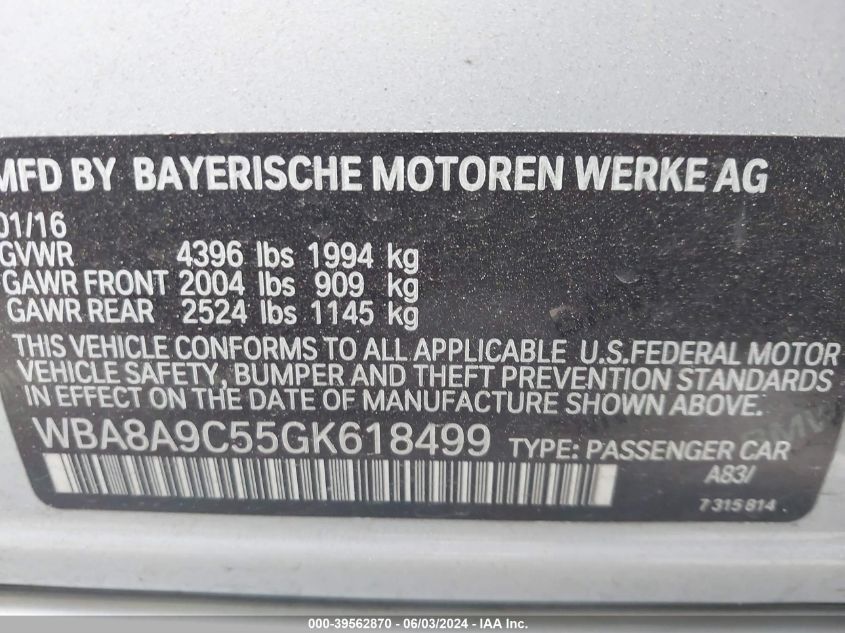 MFD BY BAYERISCHE MOTOREN WERKE AG
01/16
GVWR 4396 lbs 1994 kg
GAWR FRONT 2004 lbs 909 kg
GAWR REAR 2524 lbs 1145 kg
THIS VEHICLE CONFORMS TO ALL APPLICABLE U.S.FEDERAL MOTOR
VEHICLE SAFETY, BUMPER AND THEFT PREVENTION STANDARDS
IN EFFECT ON THE DATE OF MANUFACTURE SHOWN ABOVE.
WBA8A9C55GK618499 TYPE: PASSENGER CAR
A83/
7 315 814
000-39562870 - 06/03/2024 - IAA Inc.